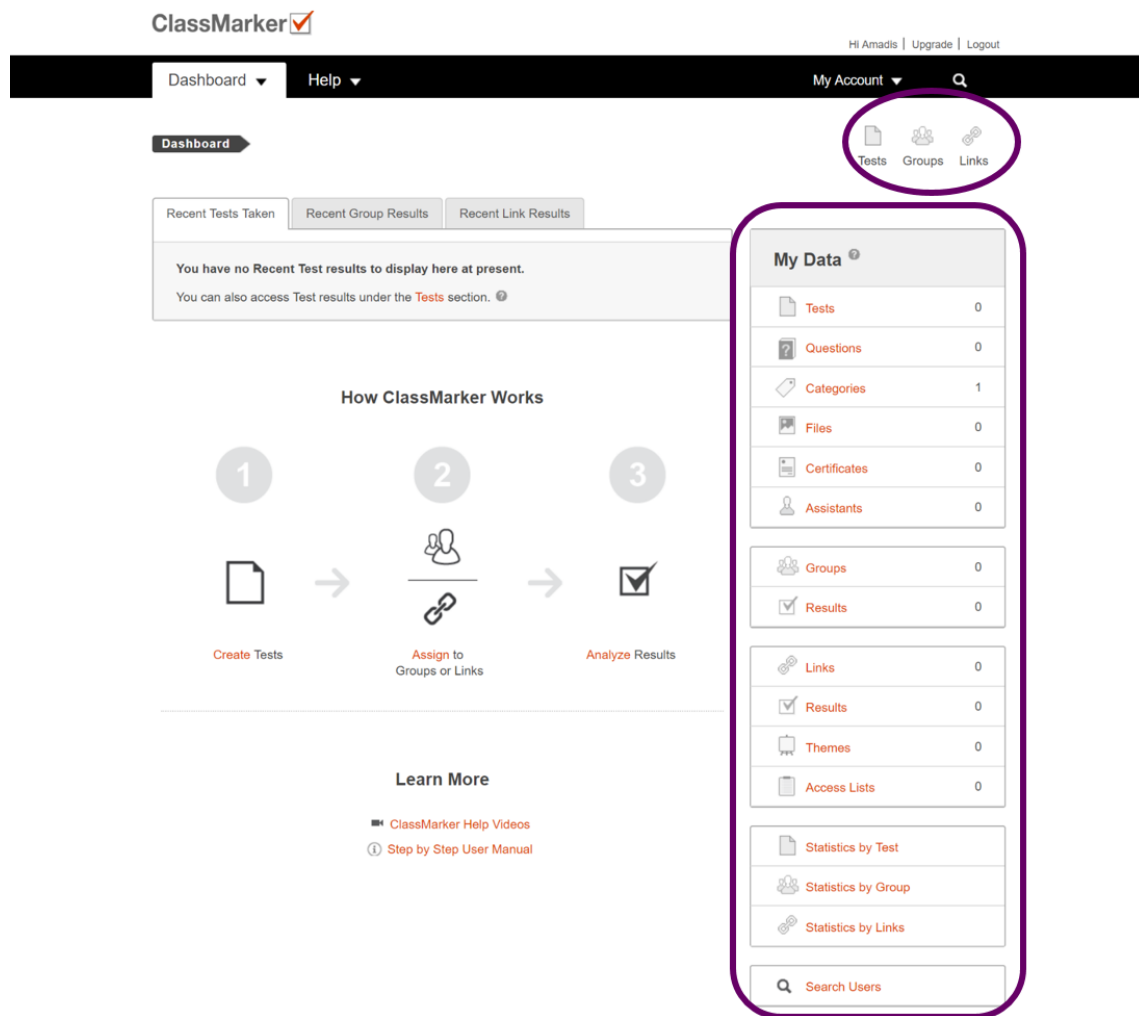 ClassMarker
Hi Amadis | Upgrade | Logout
Dashboard Help My Account
Dashboard
Tests Groups Links
Recent Tests Taken Recent Group Results Recent Link Results
You have no Recent Test results to display here at present.
You can also access Test results under the Tests section.
How ClassMarker Works
1 2 3
Create Tests
Assign to
Groups or Links
Analyze Results
Learn More
ClassMarker Help Videos
Step by Step User Manual
My Data
Tests 0
Questions 0
Categories 1
Files 0
Certificates 0
Assistants 0
Groups 0
Results 0
Links 0
Results 0
Themes 0
Access Lists 0
Statistics by Test
Statistics by Group
Statistics by Links
Search Users